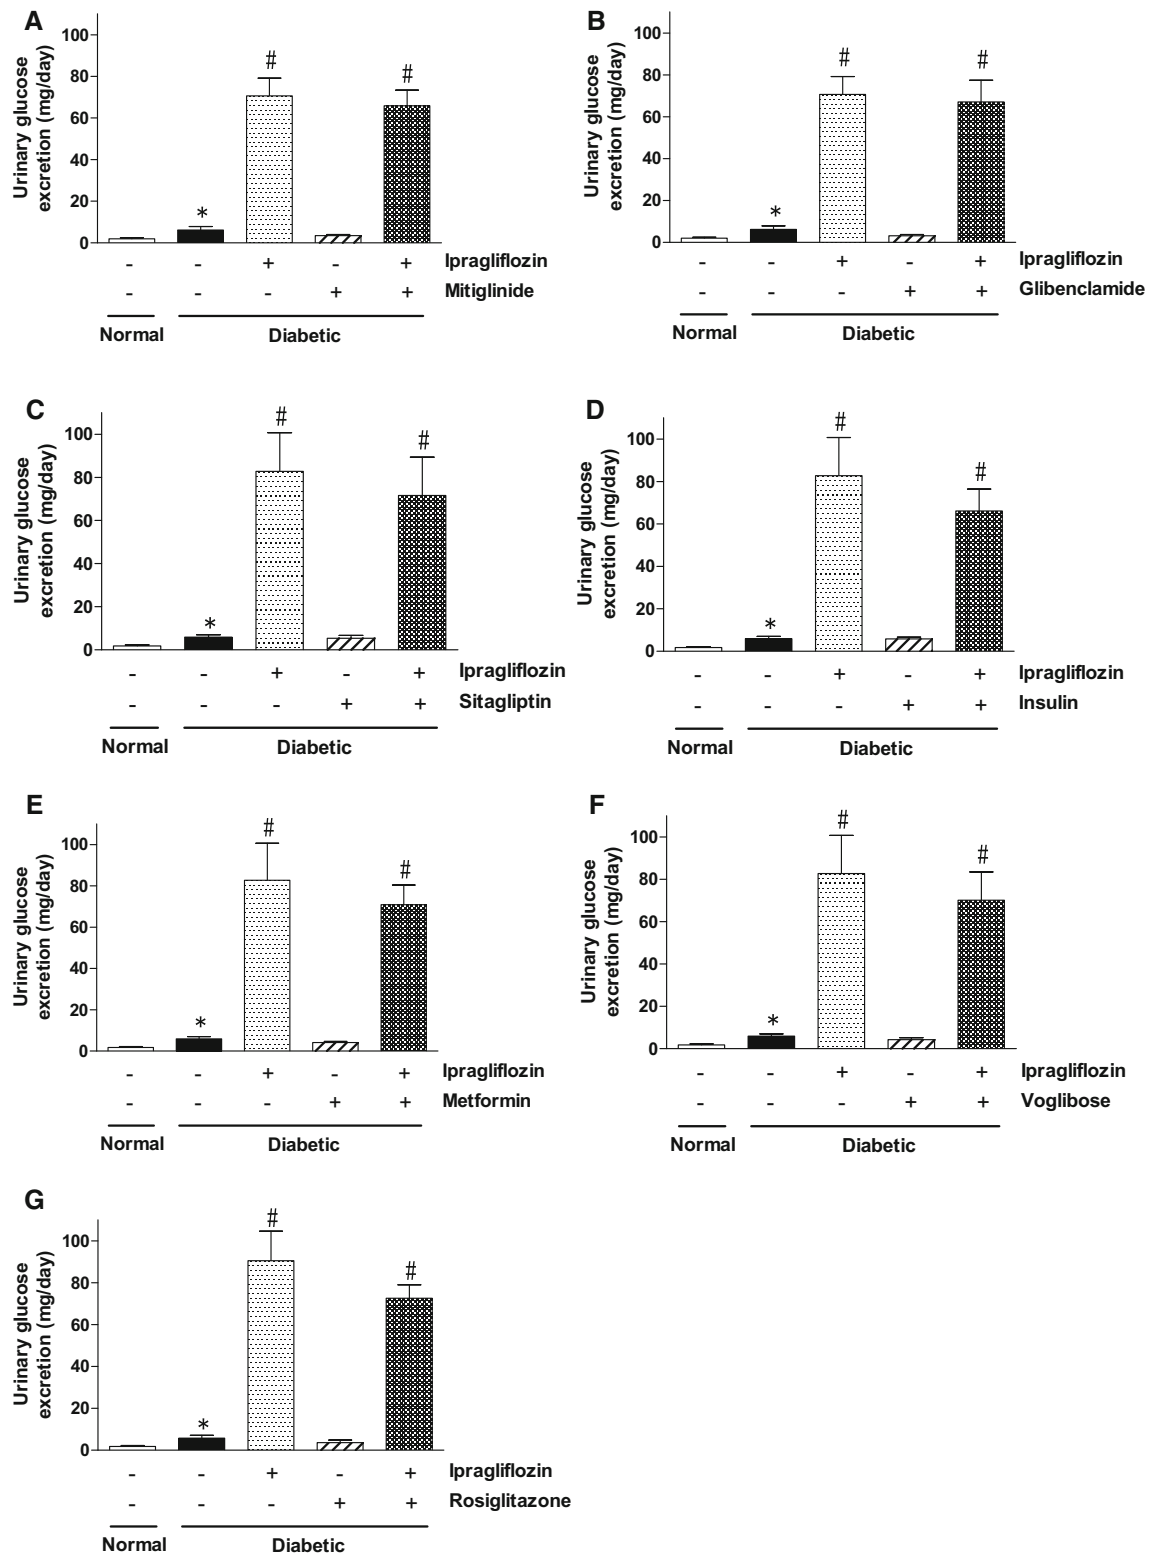 A
Urinary glucose
excretion (mg/day)
100
80
60
40
20
0
*
#
#
- - + - + Ipragliflozin
- - - + + Mitiglinide
Normal Diabetic
B
Urinary glucose
excretion (mg/day)
100
80
60
40
20
0
*
#
#
- - + - + Ipragliflozin
- - - + + Glibenclamide
Normal Diabetic
C
Urinary glucose
excretion (mg/day)
100
80
60
40
20
0
*
#
#
- - + - + Ipragliflozin
- - - + + Sitagliptin
Normal Diabetic
D
Urinary glucose
excretion (mg/day)
100
80
60
40
20
0
*
#
#
- - + - + Ipragliflozin
- - - + + Insulin
Normal Diabetic
E
Urinary glucose
excretion (mg/day)
100
80
60
40
20
0
*
#
#
- - + - + Ipragliflozin
- - - + + Metformin
Normal Diabetic
F
Urinary glucose
excretion (mg/day)
100
80
60
40
20
0
*
#
#
- - + - + Ipragliflozin
- - - + + Voglibose
Normal Diabetic
G
Urinary glucose
excretion (mg/day)
100
80
60
40
20
0
*
#
#
- - + - + Ipragliflozin
- - - + + Rosiglitazone
Normal Diabetic